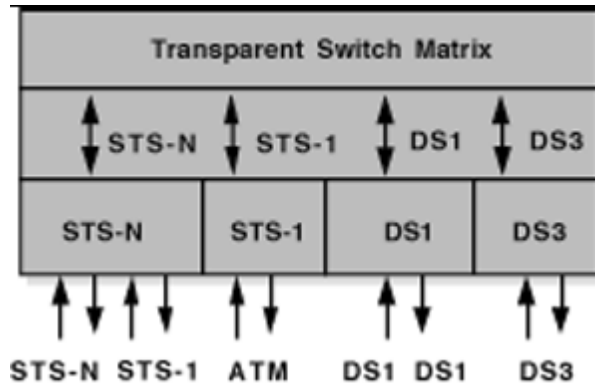 Transparent Switch Matrix
STS-N STS-1 DS1 DS3
STS-N STS-1 DS1 DS3
STS-N STS-1 ATM DS1 DS1 DS3